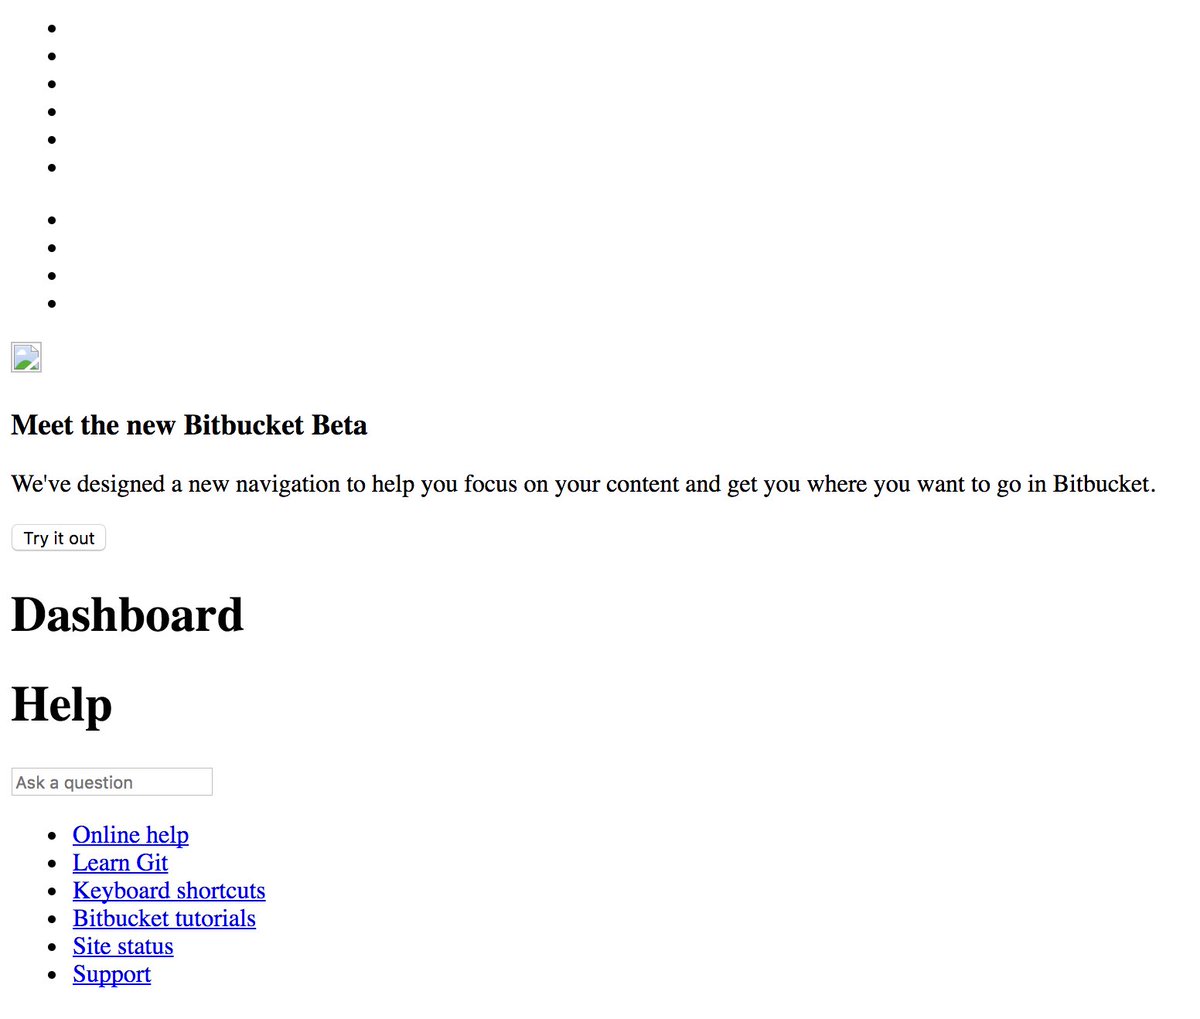 Meet the new Bitbucket Beta
We've designed a new navigation to help you focus on your content and get you where you want to go in Bitbucket.
Try it out
Dashboard
Help
Ask a question
Online help
Learn Git
Keyboard shortcuts
Bitbucket tutorials
Site status
Support